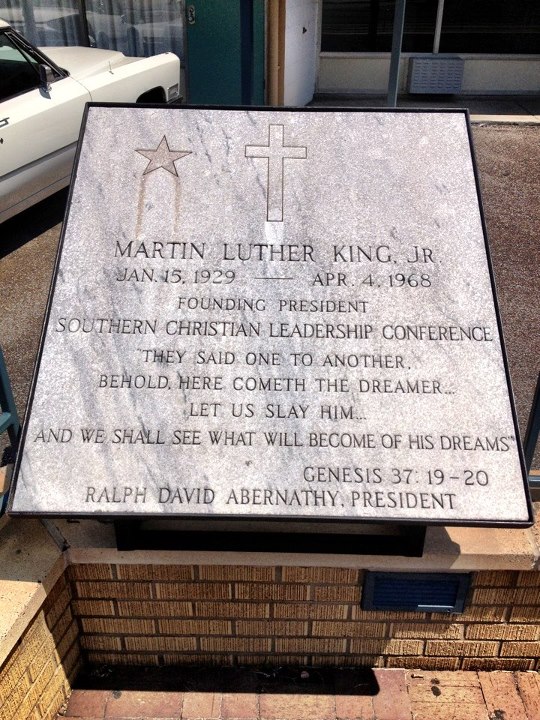 MARTIN LUTHER KING, JR.
JAN. 15, 1929 — APR. 4, 1968
FOUNDING PRESIDENT
SOUTHERN CHRISTIAN LEADERSHIP CONFERENCE
"THEY SAID ONE TO ANOTHER,
BEHOLD, HERE COMETH THE DREAMER...
LET US SLAY HIM...
AND WE SHALL SEE WHAT WILL BECOME OF HIS DREAMS"
GENESIS 37: 19-20
RALPH DAVID ABERNATHY, PRESIDENT